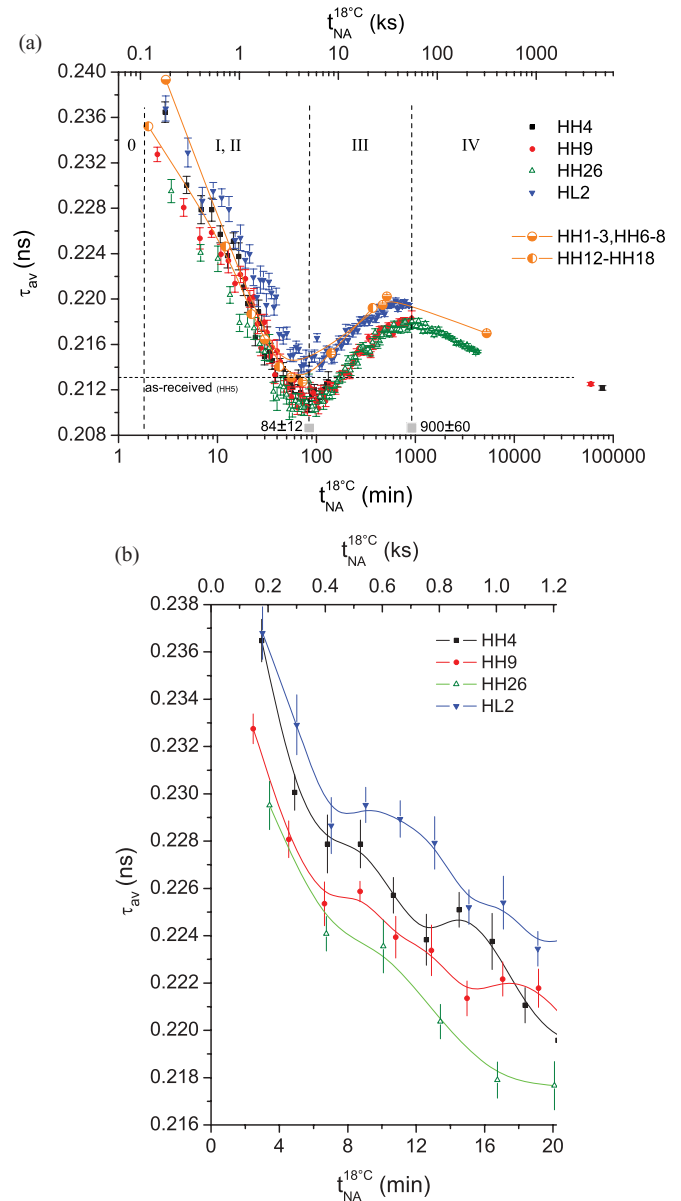 (a)
t_NA^18°C (ks)
0.1 1 10 100 1000
0.240
0.236
0.232
0.228
0.224
0.220
0.216
0.212
0.208
τ_av (ns)
0 I, II III IV
HH4
HH9
HH26
HL2
HH1-3,HH6-8
HH12-HH18
as-received (HH5)
84±12 900±60
1 10 100 1000 10000 100000
t_NA^18°C (min)
(b)
t_NA^18°C (ks)
0.0 0.2 0.4 0.6 0.8 1.0 1.2
0.238
0.236
0.234
0.232
0.230
0.228
0.226
0.224
0.222
0.220
0.218
0.216
τ_av (ns)
HH4
HH9
HH26
HL2
0 4 8 12 16 20
t_NA^18°C (min)